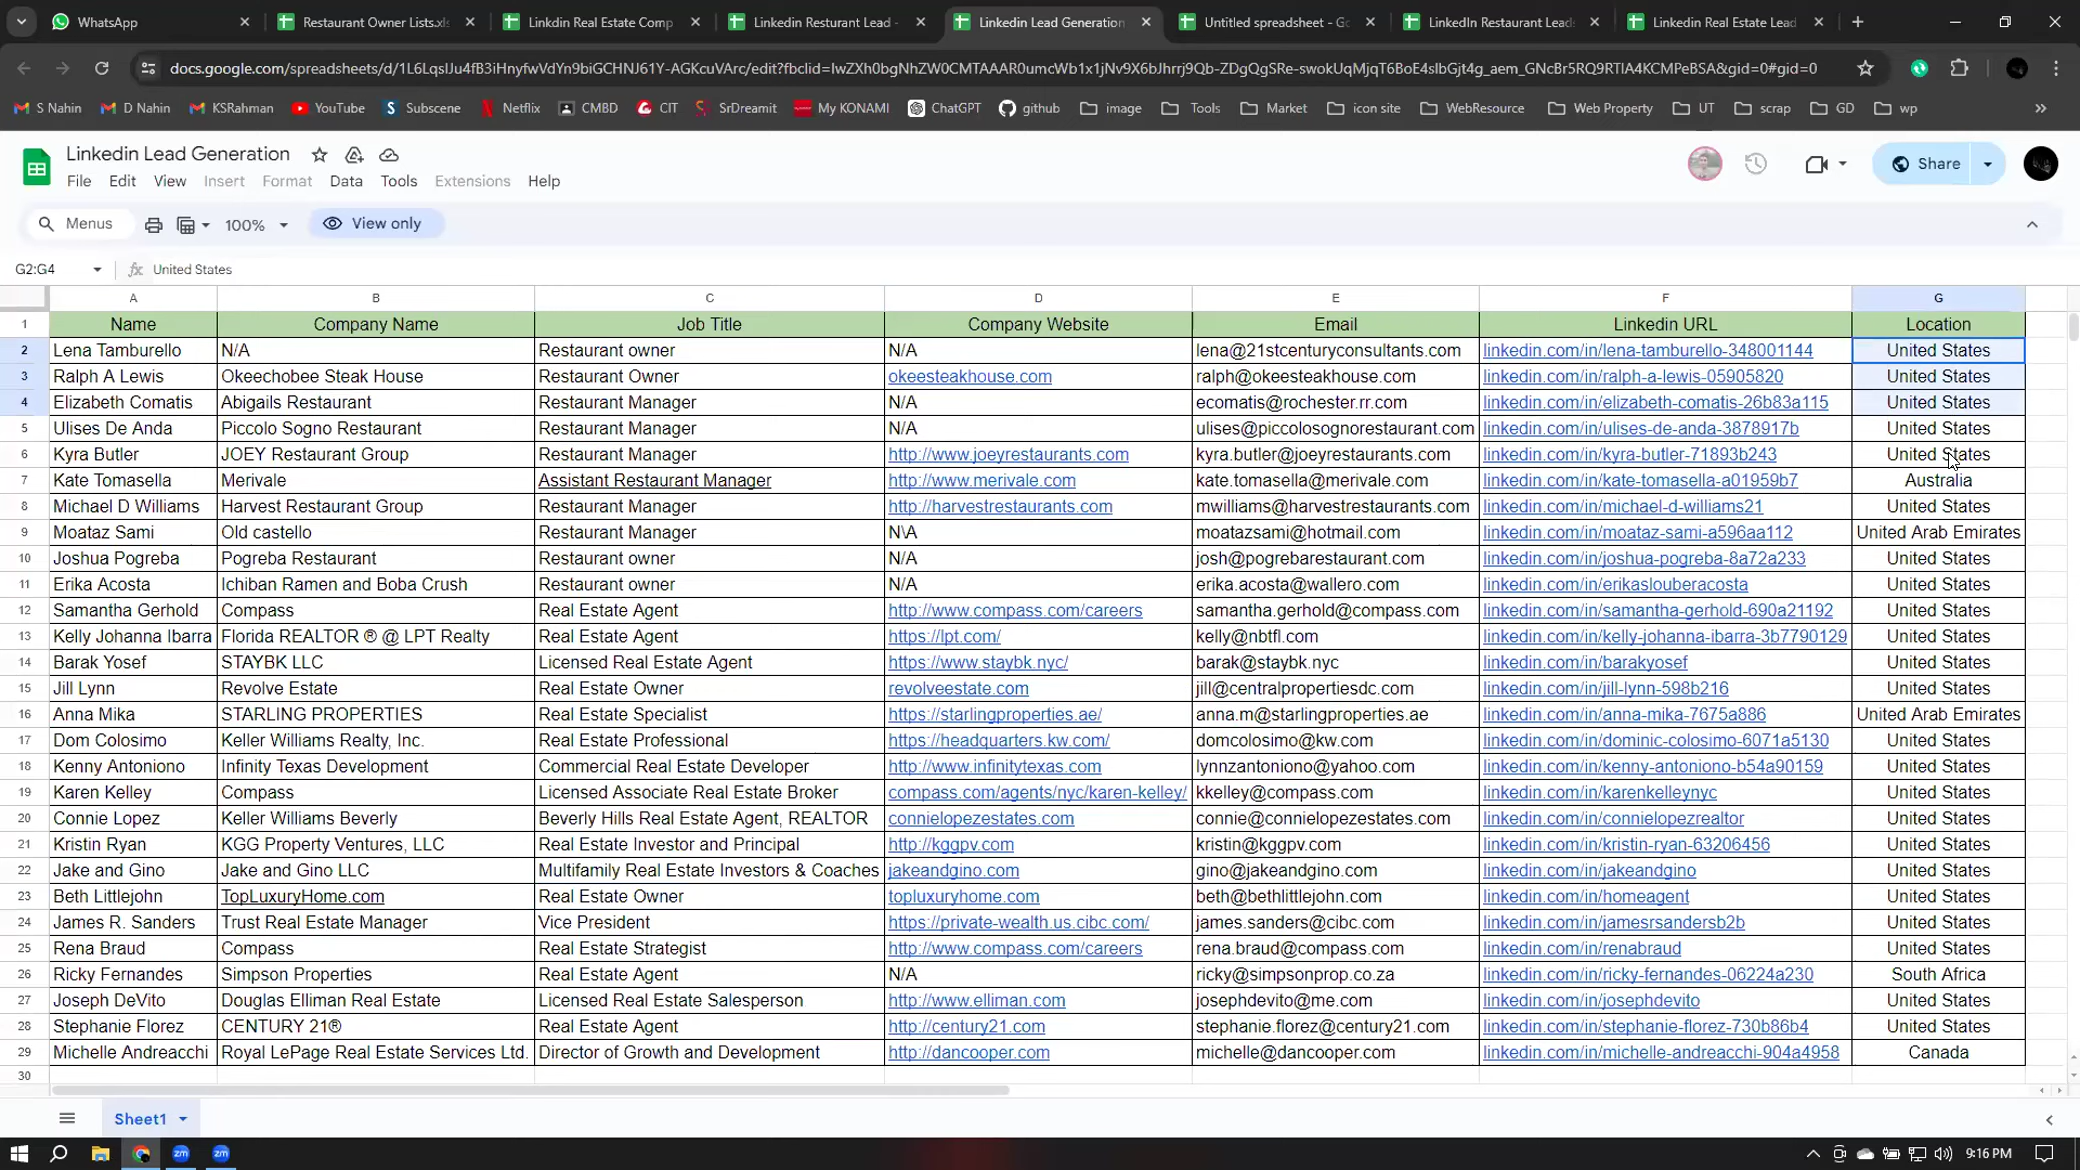 WhatsApp
Restaurant Owner Lists.xls
Linkdin Real Estate Comp
Linkedin Resturant Lead -
Linkedin Lead Generation
Untitled spreadsheet - Go
LinkedIn Restaurant Leads
Linkedin Real Estate Lead
docs.google.com/spreadsheets/d/1L6LqsIJu4fB3iHnyfwVdYn9biGCHNJ61Y-AGKcuVArc/edit?fbclid=IwZXh0bgNhZW0CMTAAAR0umcWb1x1jNv9X6bJhrrj9Qb-ZDgQgSRe-swokUqMjqT6BoE4slbGjt4g_aem_GNcBr5RQ9RTlA4KCMPeBSA&gid=0#gid=0
S Nahin D Nahin KSRahman YouTube Subscene Netflix CMBD CIT SrDreamit My KONAMI ChatGPT github image Tools Market icon site WebResource Web Property UT scrap GD wp
Linkedin Lead Generation
Share
File Edit View Insert Format Data Tools Extensions Help
Menus 100% View only
G2:G4 fx United States
A B C D E F G
1 Name Company Name Job Title Company Website Email Linkedin URL Location
2 Lena Tamburello N/A Restaurant owner N/A lena@21stcenturyconsultants.com linkedin.com/in/lena-tamburello-348001144 United States
3 Ralph A Lewis Okeechobee Steak House Restaurant Owner okeesteakhouse.com ralph@okeesteakhouse.com linkedin.com/in/ralph-a-lewis-05905820 United States
4 Elizabeth Comatis Abigails Restaurant Restaurant Manager N/A ecomatis@rochester.rr.com linkedin.com/in/elizabeth-comatis-26b83a115 United States
5 Ulises De Anda Piccolo Sogno Restaurant Restaurant Manager N/A ulises@piccolosognorestaurant.com linkedin.com/in/ulises-de-anda-3878917b United States
6 Kyra Butler JOEY Restaurant Group Restaurant Manager http://www.joeyrestaurants.com kyra.butler@joeyrestaurants.com linkedin.com/in/kyra-butler-71893b243 United States
7 Kate Tomasella Merivale Assistant Restaurant Manager http://www.merivale.com kate.tomasella@merivale.com linkedin.com/in/kate-tomasella-a01959b7 Australia
8 Michael D Williams Harvest Restaurant Group Restaurant Manager http://harvestrestaurants.com mwilliams@harvestrestaurants.com linkedin.com/in/michael-d-williams21 United States
9 Moataz Sami Old castello Restaurant Manager N\A moatazsami@hotmail.com linkedin.com/in/moataz-sami-a596aa112 United Arab Emirates
10 Joshua Pogreba Pogreba Restaurant Restaurant owner N/A josh@pogrebarestaurant.com linkedin.com/in/joshua-pogreba-8a72a233 United States
11 Erika Acosta Ichiban Ramen and Boba Crush Restaurant owner N/A erika.acosta@wallero.com linkedin.com/in/erikaslouberacosta United States
12 Samantha Gerhold Compass Real Estate Agent http://www.compass.com/careers samantha.gerhold@compass.com linkedin.com/in/samantha-gerhold-690a21192 United States
13 Kelly Johanna Ibarra Florida REALTOR ® @ LPT Realty Real Estate Agent https://lpt.com/ kelly@nbtfl.com linkedin.com/in/kelly-johanna-ibarra-3b7790129 United States
14 Barak Yosef STAYBK LLC Licensed Real Estate Agent https://www.staybk.nyc/ barak@staybk.nyc linkedin.com/in/barakyosef United States
15 Jill Lynn Revolve Estate Real Estate Owner revolveestate.com jill@centralpropertiesdc.com linkedin.com/in/jill-lynn-598b216 United States
16 Anna Mika STARLING PROPERTIES Real Estate Specialist https://starlingproperties.ae/ anna.m@starlingproperties.ae linkedin.com/in/anna-mika-7675a886 United Arab Emirates
17 Dom Colosimo Keller Williams Realty, Inc. Real Estate Professional https://headquarters.kw.com/ domcolosimo@kw.com linkedin.com/in/dominic-colosimo-6071a5130 United States
18 Kenny Antoniono Infinity Texas Development Commercial Real Estate Developer http://www.infinitytexas.com lynnzantoniono@yahoo.com linkedin.com/in/kenny-antoniono-b54a90159 United States
19 Karen Kelley Compass Licensed Associate Real Estate Broker compass.com/agents/nyc/karen-kelley/ kkelley@compass.com linkedin.com/in/karenkelleynyc United States
20 Connie Lopez Keller Williams Beverly Beverly Hills Real Estate Agent, REALTOR connielopezestates.com connie@connielopezestates.com linkedin.com/in/connielopezrealtor United States
21 Kristin Ryan KGG Property Ventures, LLC Real Estate Investor and Principal http://kggpv.com kristin@kggpv.com linkedin.com/in/kristin-ryan-63206456 United States
22 Jake and Gino Jake and Gino LLC Multifamily Real Estate Investors & Coaches jakeandgino.com gino@jakeandgino.com linkedin.com/in/jakeandgino United States
23 Beth Littlejohn TopLuxuryHome.com Real Estate Owner topluxuryhome.com beth@bethlittlejohn.com linkedin.com/in/homeagent United States
24 James R. Sanders Trust Real Estate Manager Vice President https://private-wealth.us.cibc.com/ james.sanders@cibc.com linkedin.com/in/jamesrsandersb2b United States
25 Rena Braud Compass Real Estate Strategist http://www.compass.com/careers rena.braud@compass.com linkedin.com/in/renabraud United States
26 Ricky Fernandes Simpson Properties Real Estate Agent N/A ricky@simpsonprop.co.za linkedin.com/in/ricky-fernandes-06224a230 South Africa
27 Joseph DeVito Douglas Elliman Real Estate Licensed Real Estate Salesperson http://www.elliman.com josephdevito@me.com linkedin.com/in/josephdevito United States
28 Stephanie Florez CENTURY 21® Real Estate Agent http://century21.com stephanie.florez@century21.com linkedin.com/in/stephanie-florez-730b86b4 United States
29 Michelle Andreacchi Royal LePage Real Estate Services Ltd. Director of Growth and Development http://dancooper.com michelle@dancooper.com linkedin.com/in/michelle-andreacchi-904a4958 Canada
30
Sheet1
zm zm 9:16 PM